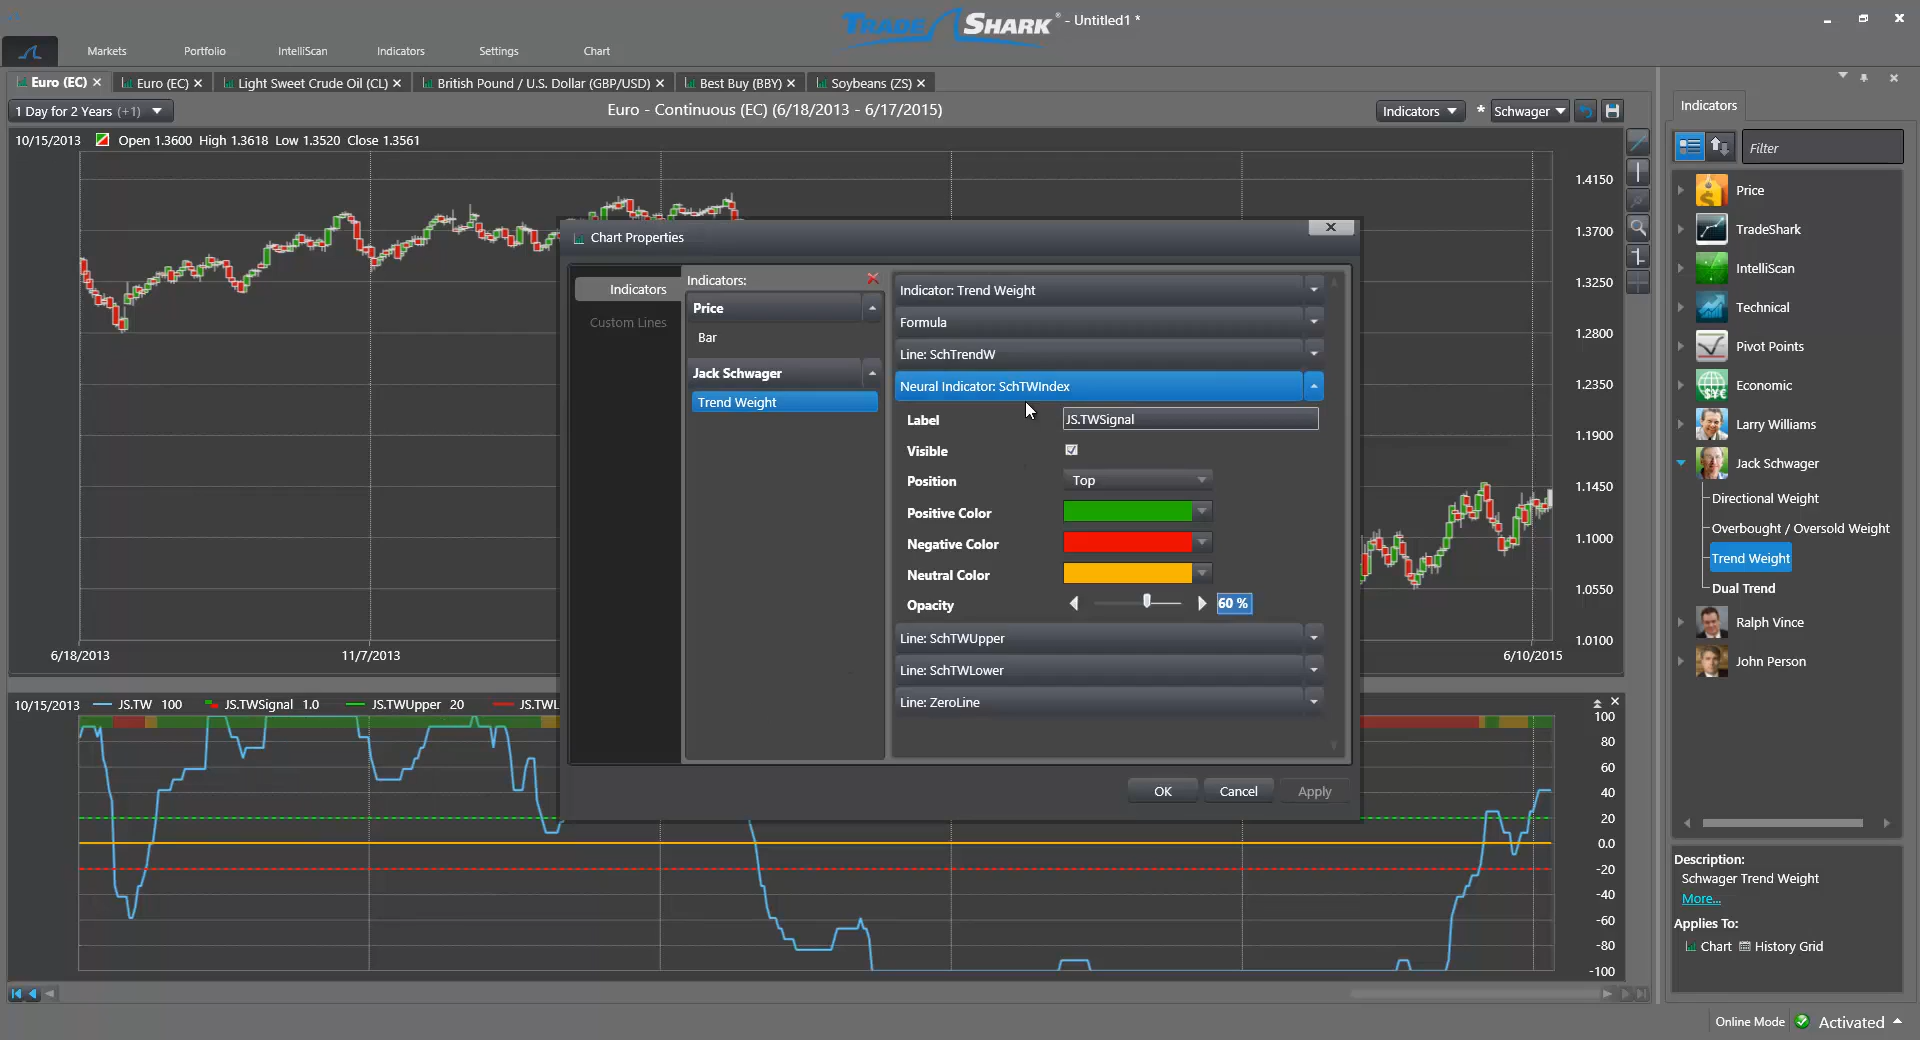 TRADE SHARK® - Untitled1 *
Markets Portfolio IntelliScan Indicators Settings Chart
Euro (EC) Euro (EC) Light Sweet Crude Oil (CL) British Pound / U.S. Dollar (GBP/USD) Best Buy (BBY) Soybeans (ZS)
1 Day for 2 Years (+1) Euro - Continuous (EC) (6/18/2013 - 6/17/2015) Indicators * Schwager
10/15/2013 Open 1.3600 High 1.3618 Low 1.3520 Close 1.3561
1.4150
1.3700
1.3250
1.2800
1.2350
1.1900
1.1450
1.1000
1.0550
1.0100
6/18/2013 11/7/2013 6/10/2015
Chart Properties
Indicators
Custom Lines
Indicators:
Price
Bar
Jack Schwager
Trend Weight
Indicator: Trend Weight
Formula
Line: SchTrendW
Neural Indicator: SchTWIndex
Label JS.TWSignal
Visible
Position Top
Positive Color
Negative Color
Neutral Color
Opacity 60 %
Line: SchTWUpper
Line: SchTWLower
Line: ZeroLine
OK Cancel Apply
10/15/2013 JS.TW 100 JS.TWSignal 1.0 JS.TWUpper 20 JS.TWL
100
80
60
40
20
0.0
-20
-40
-60
-80
-100
Indicators
Filter
Price
TradeShark
IntelliScan
Technical
Pivot Points
Economic
Larry Williams
Jack Schwager
Directional Weight
Overbought / Oversold Weight
Trend Weight
Dual Trend
Ralph Vince
John Person
Description:
Schwager Trend Weight
More...
Applies To:
Chart History Grid
Online Mode Activated